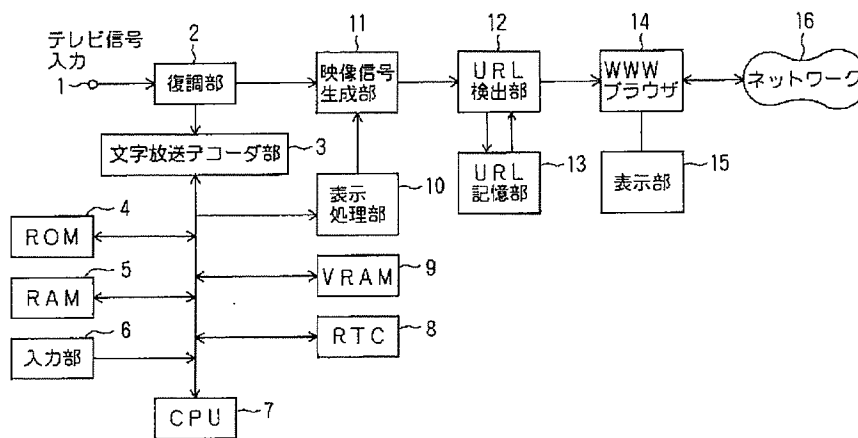 テレビ信号
入力
1
2
復調部
11
映像信号
生成部
12
URL
検出部
14
WWW
ブラウザ
16
ネットワーク
文字放送デコーダ部
3
表示
処理部
10
URL
記憶部
13
表示部
15
4
ROM
5
RAM
6
入力部
VRAM
9
RTC
8
CPU
7